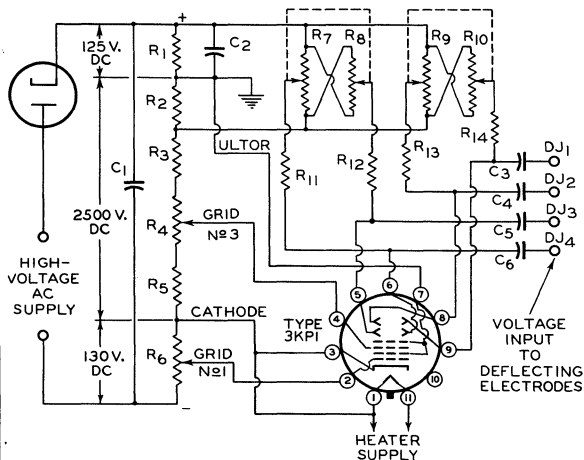 +
125 V.
DC
R1
C2
R7
R8
R9
R10
R2
R14
R3
ULTOR
C1
R11
R12
R13
C3
DJ1
C4
DJ2
C5
DJ3
C6
DJ4
2500 V.
DC
R4
GRID
Nº3
HIGH-
VOLTAGE
AC
SUPPLY
R5
CATHODE
TYPE
3KP1
5
6
7
4
8
3
9
2
10
1
11
VOLTAGE
INPUT
TO
DEFLECTING
ELECTRODES
130 V.
DC
R6
GRID
Nº1
–
HEATER
SUPPLY